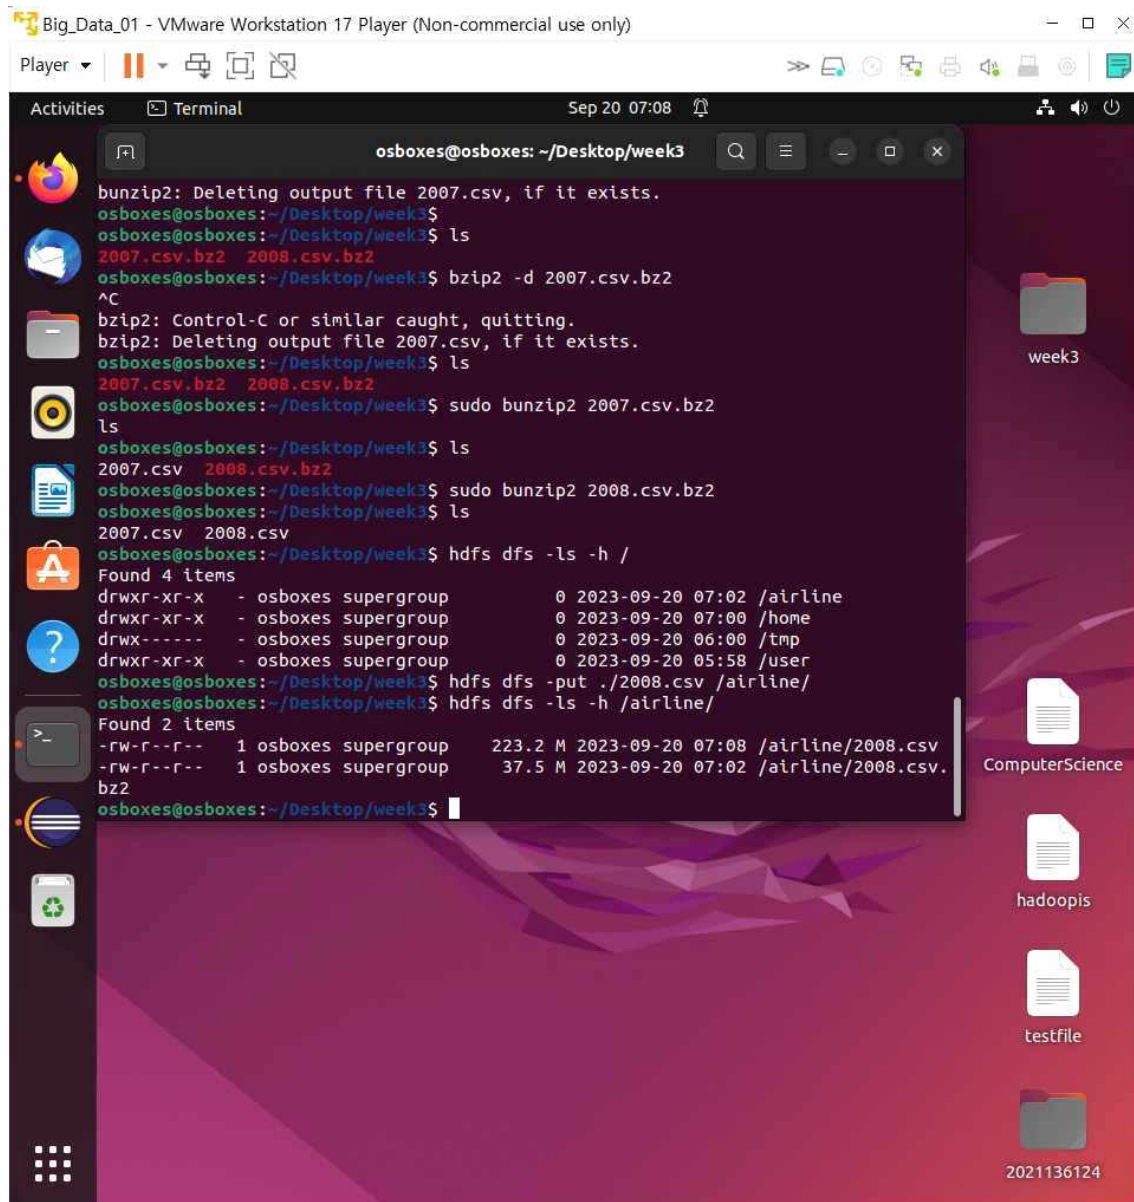 Big_Data_01 - VMware Workstation 17 Player (Non-commercial use only)
Player
Activities Terminal Sep 20 07:08
osboxes@osboxes: ~/Desktop/week3
bunzip2: Deleting output file 2007.csv, if it exists.
osboxes@osboxes:~/Desktop/week3$
osboxes@osboxes:~/Desktop/week3$ ls
2007.csv.bz2  2008.csv.bz2
osboxes@osboxes:~/Desktop/week3$ bzip2 -d 2007.csv.bz2
^C
bzip2: Control-C or similar caught, quitting.
bzip2: Deleting output file 2007.csv, if it exists.
osboxes@osboxes:~/Desktop/week3$ ls
2007.csv.bz2  2008.csv.bz2
osboxes@osboxes:~/Desktop/week3$ sudo bunzip2 2007.csv.bz2
ls
osboxes@osboxes:~/Desktop/week3$ ls
2007.csv  2008.csv.bz2
osboxes@osboxes:~/Desktop/week3$ sudo bunzip2 2008.csv.bz2
osboxes@osboxes:~/Desktop/week3$ ls
2007.csv  2008.csv
osboxes@osboxes:~/Desktop/week3$ hdfs dfs -ls -h /
Found 4 items
drwxr-xr-x   - osboxes supergroup          0 2023-09-20 07:02 /airline
drwxr-xr-x   - osboxes supergroup          0 2023-09-20 07:00 /home
drwx------   - osboxes supergroup          0 2023-09-20 06:00 /tmp
drwxr-xr-x   - osboxes supergroup          0 2023-09-20 05:58 /user
osboxes@osboxes:~/Desktop/week3$ hdfs dfs -put ./2008.csv /airline/
osboxes@osboxes:~/Desktop/week3$ hdfs dfs -ls -h /airline/
Found 2 items
-rw-r--r--   1 osboxes supergroup    223.2 M 2023-09-20 07:08 /airline/2008.csv
-rw-r--r--   1 osboxes supergroup     37.5 M 2023-09-20 07:02 /airline/2008.csv.
bz2
osboxes@osboxes:~/Desktop/week3$
week3
ComputerScience
hadoopis
testfile
2021136124